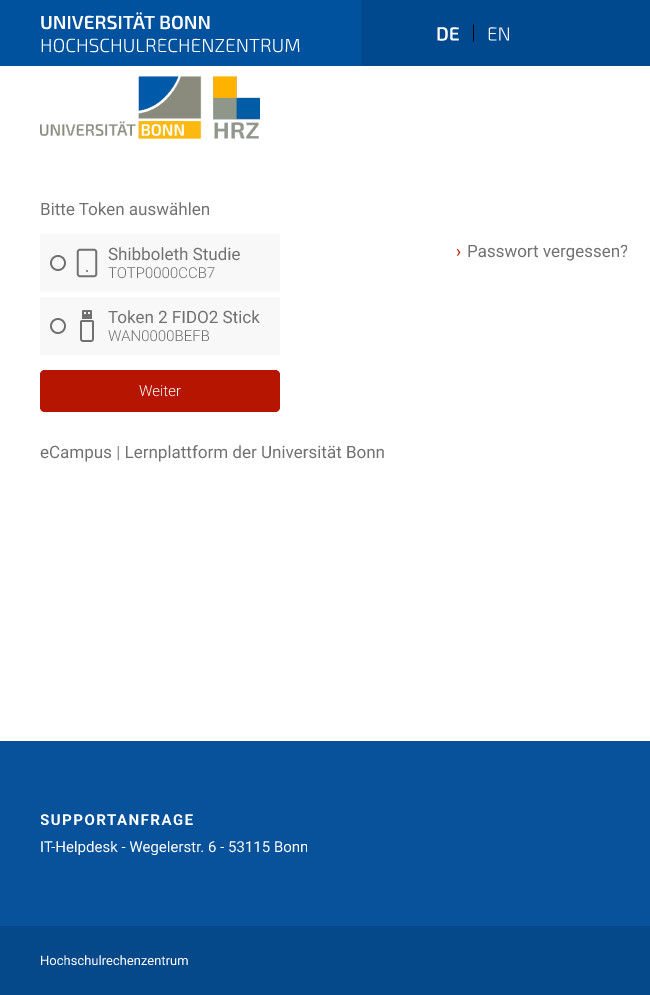 UNIVERSITÄT BONN
HOCHSCHULRECHENZENTRUM
DE
EN
UNIVERSITÄT BONN
HRZ
Bitte Token auswählen
Shibboleth Studie
TOTP0000CCB7
› Passwort vergessen?
Token 2 FIDO2 Stick
WAN0000BEFB
Weiter
eCampus | Lernplattform der Universität Bonn
SUPPORTANFRAGE
IT-Helpdesk - Wegelerstr. 6 - 53115 Bonn
Hochschulrechenzentrum